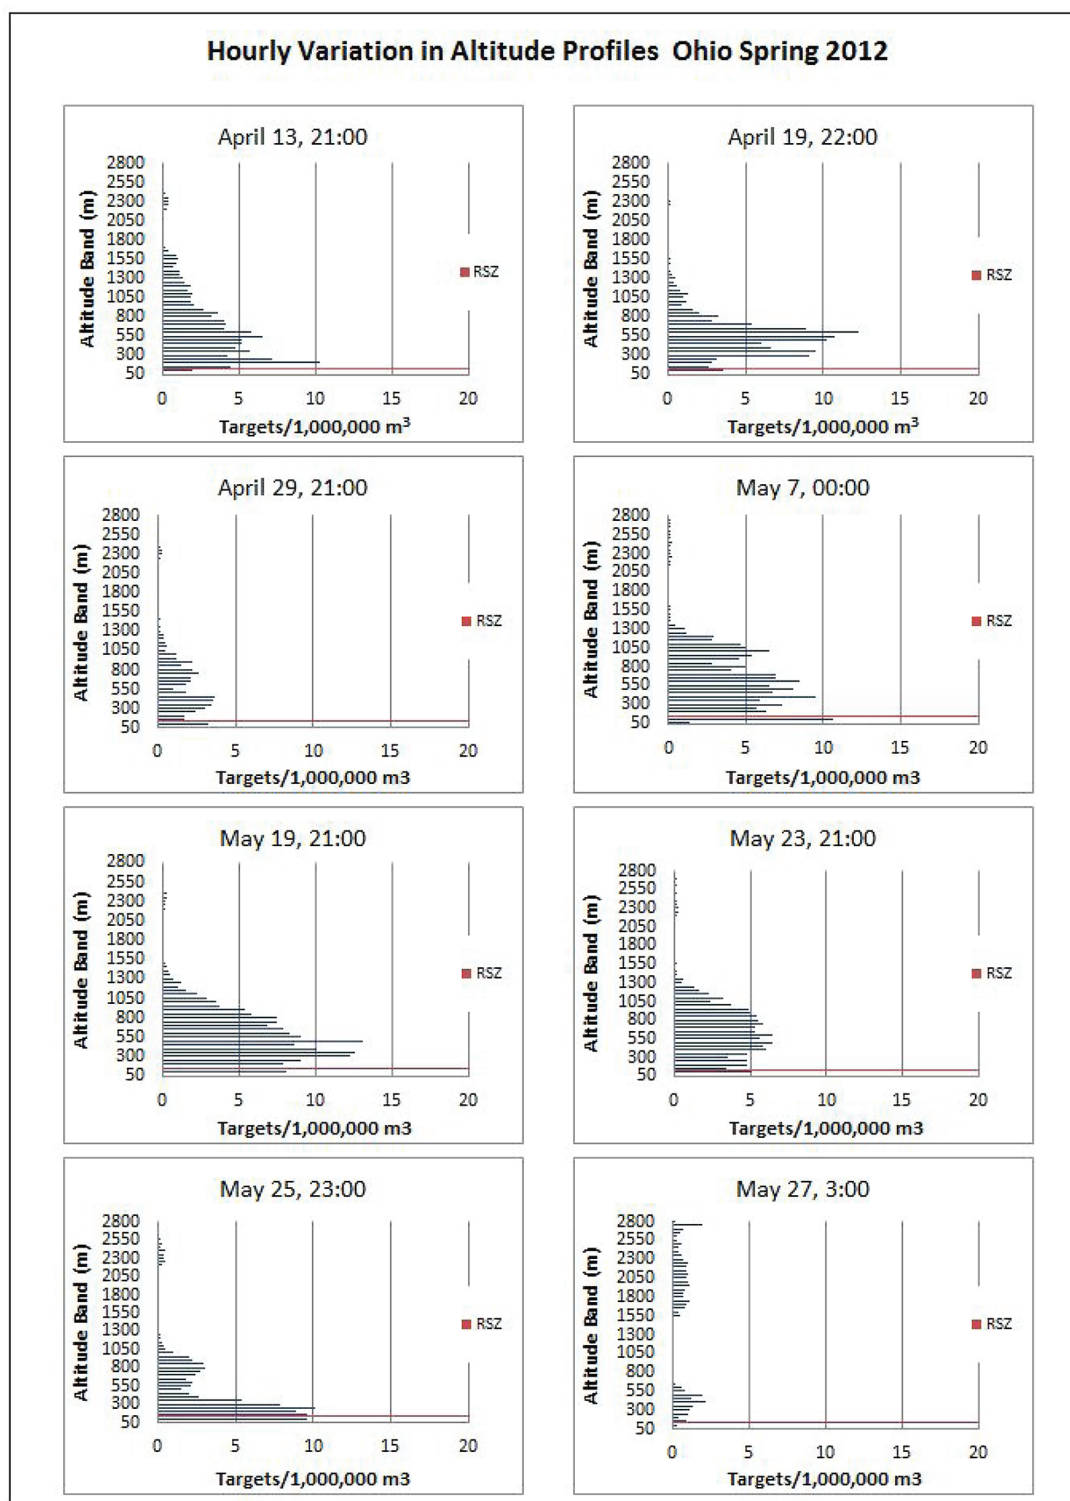 Hourly Variation in Altitude Profiles Ohio Spring 2012
April 13, 21:00
Altitude Band (m)
2800
2550
2300
2050
1800
1550
1300
1050
800
550
300
50
0 5 10 15 20
Targets/1,000,000 m³
RSZ
April 19, 22:00
Altitude Band (m)
2800
2550
2300
2050
1800
1550
1300
1050
800
550
300
50
0 5 10 15 20
Targets/1,000,000 m³
RSZ
April 29, 21:00
Altitude Band (m)
2800
2550
2300
2050
1800
1550
1300
1050
800
550
300
50
0 5 10 15 20
Targets/1,000,000 m3
RSZ
May 7, 00:00
Altitude Band (m)
2800
2550
2300
2050
1800
1550
1300
1050
800
550
300
50
0 5 10 15 20
Targets/1,000,000 m3
RSZ
May 19, 21:00
Altitude Band (m)
2800
2550
2300
2050
1800
1550
1300
1050
800
550
300
50
0 5 10 15 20
Targets/1,000,000 m3
RSZ
May 23, 21:00
Altitude Band (m)
2800
2550
2300
2050
1800
1550
1300
1050
800
550
300
50
0 5 10 15 20
Targets/1,000,000 m3
RSZ
May 25, 23:00
Altitude Band (m)
2800
2550
2300
2050
1800
1550
1300
1050
800
550
300
50
0 5 10 15 20
Targets/1,000,000 m3
RSZ
May 27, 3:00
Altitude Band (m)
2800
2550
2300
2050
1800
1550
1300
1050
800
550
300
50
0 5 10 15 20
Targets/1,000,000 m3
RSZ